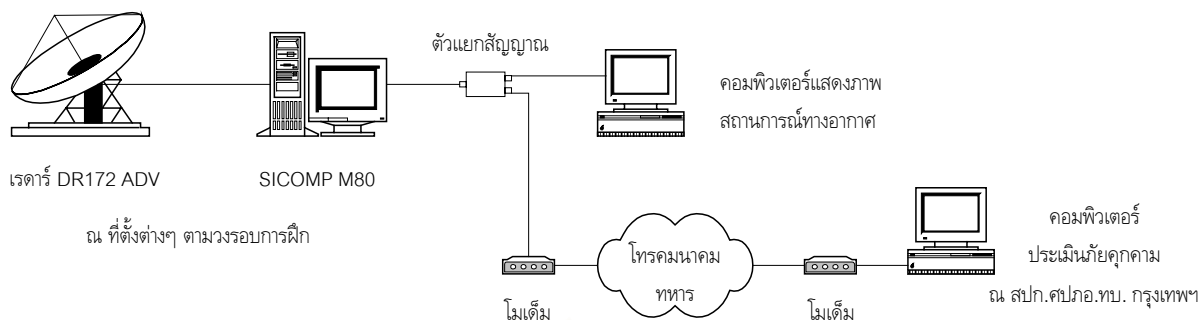 ตัวแยกสัญญาณ
คอมพิวเตอร์แสดงภาพ
สถานการณ์ทางอากาศ
เรดาร์ DR172 ADV
SICOMP M80
ณ ที่ตั้งต่างๆ ตามวงรอบการฝึก
โทรคมนาคม
ทหาร
โมเด็ม
โมเด็ม
คอมพิวเตอร์
ประเมินภัยคุกคาม
ณ สปก.ศปภอ.ทบ. กรุงเทพฯ